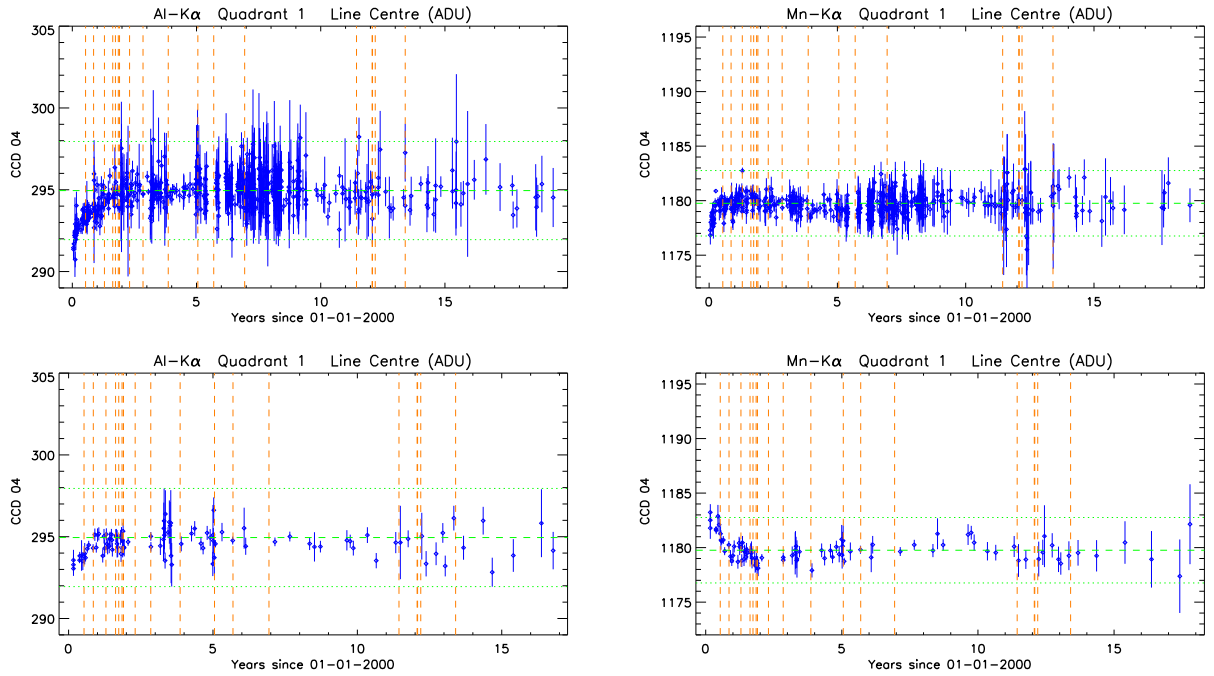 Al-Kα Quadrant 1 Line Centre (ADU)
305
300
295
290
CCD 04
0 5 10 15
Years since 01-01-2000
Mn-Kα Quadrant 1 Line Centre (ADU)
1195
1190
1185
1180
1175
CCD 04
0 5 10 15
Years since 01-01-2000
Al-Kα Quadrant 1 Line Centre (ADU)
305
300
295
290
CCD 04
0 5 10 15
Years since 01-01-2000
Mn-Kα Quadrant 1 Line Centre (ADU)
1195
1190
1185
1180
1175
CCD 04
0 5 10 15
Years since 01-01-2000